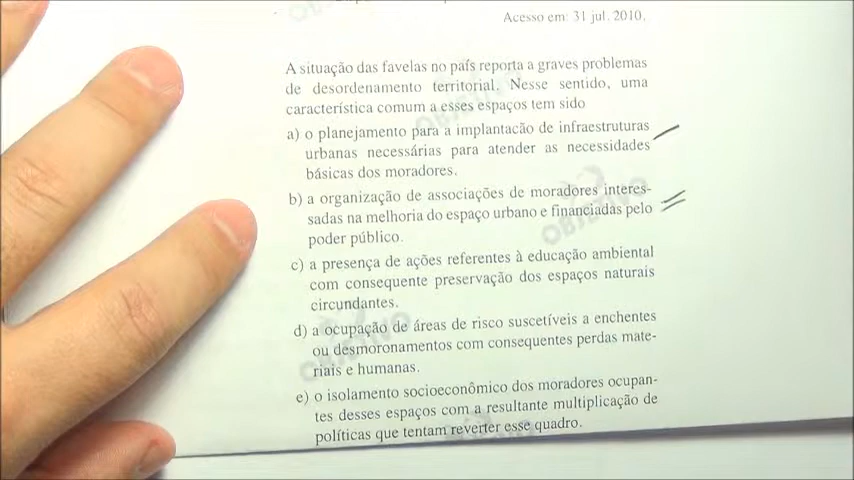 Acesso em: 31 jul. 2010.
A situação das favelas no país reporta a graves problemas
de desordenamento territorial. Nesse sentido, uma
característica comum a esses espaços tem sido
a) o planejamento para a implantação de infraestruturas
urbanas necessárias para atender as necessidades
básicas dos moradores.
b) a organização de associações de moradores interes-
sadas na melhoria do espaço urbano e financiadas pelo
poder público.
c) a presença de ações referentes à educação ambiental
com consequente preservação dos espaços naturais
circundantes.
d) a ocupação de áreas de risco suscetíveis a enchentes
ou desmoronamentos com consequentes perdas mate-
riais e humanas.
e) o isolamento socioeconômico dos moradores ocupan-
tes desses espaços com a resultante multiplicação de
políticas que tentam reverter esse quadro.